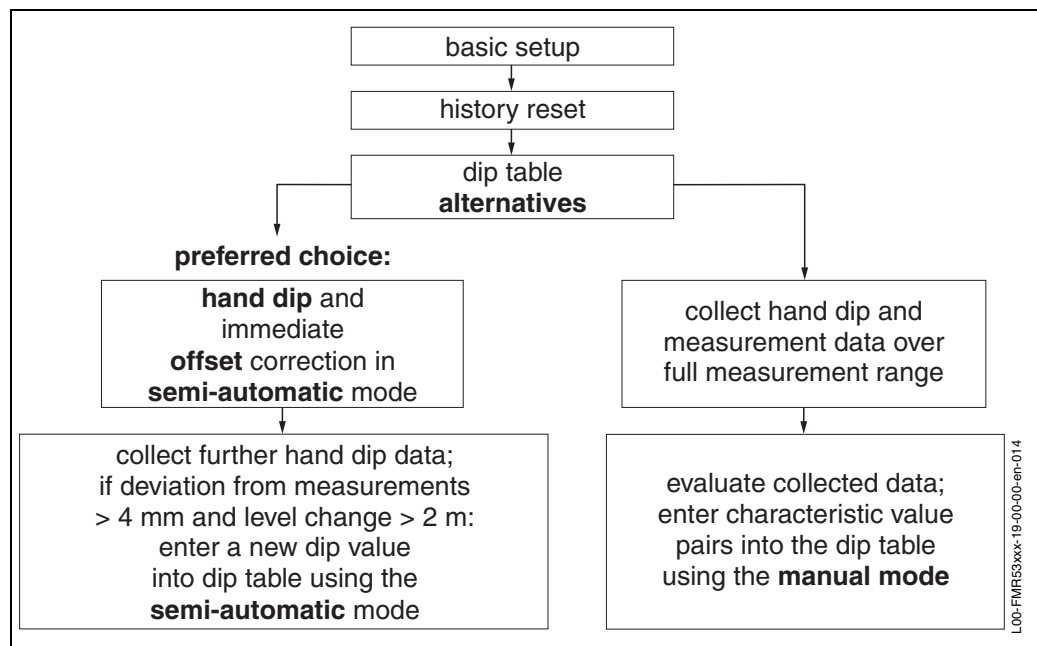 basic setup
history reset
dip table
alternatives
preferred choice:
hand dip and
immediate
offset correction in
semi-automatic mode
collect further hand dip data;
if deviation from measurements
> 4 mm and level change > 2 m:
enter a new dip value
into dip table using the
semi-automatic mode
collect hand dip and
measurement data over
full measurement range
evaluate collected data;
enter characteristic value
pairs into the dip table
using the manual mode
L00-FMR53xxx-19-00-00-en-014